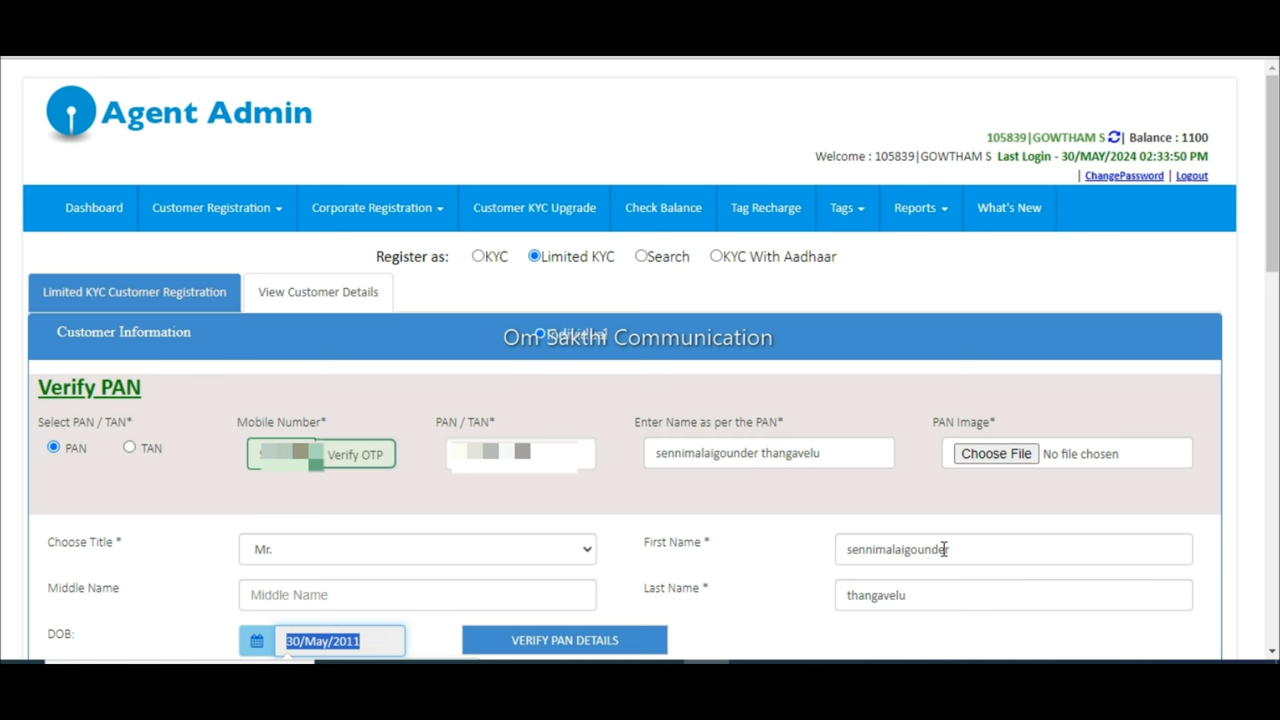 Agent Admin
105839|GOWTHAM S | Balance : 1100
Welcome : 105839|GOWTHAM S Last Login - 30/MAY/2024 02:33:50 PM
| ChangePassword | Logout
Dashboard Customer Registration Corporate Registration Customer KYC Upgrade Check Balance Tag Recharge Tags Reports What's New
Register as: KYC Limited KYC Search KYC With Aadhaar
Limited KYC Customer Registration View Customer Details
Customer Information
Om Sakthi Communication
Verify PAN
Select PAN / TAN* Mobile Number* PAN / TAN* Enter Name as per the PAN* PAN Image*
PAN TAN Verify OTP sennimalaigounder thangavelu Choose File No file chosen
Choose Title * Mr. First Name * sennimalaigounder
Middle Name Middle Name Last Name * thangavelu
DOB: 30/May/2011 VERIFY PAN DETAILS